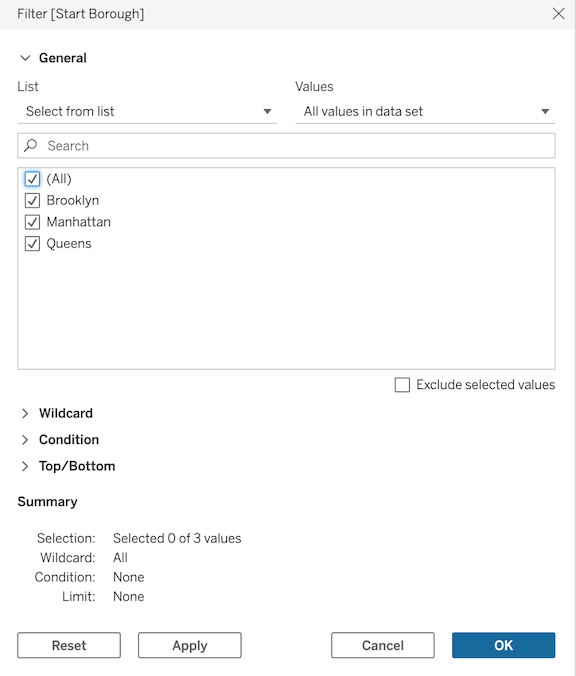 Filter [Start Borough]
General
List
Values
Select from list
All values in data set
Search
(All)
Brooklyn
Manhattan
Queens
Exclude selected values
Wildcard
Condition
Top/Bottom
Summary
Selection: Selected 0 of 3 values
Wildcard: All
Condition: None
Limit: None
Reset Apply Cancel OK